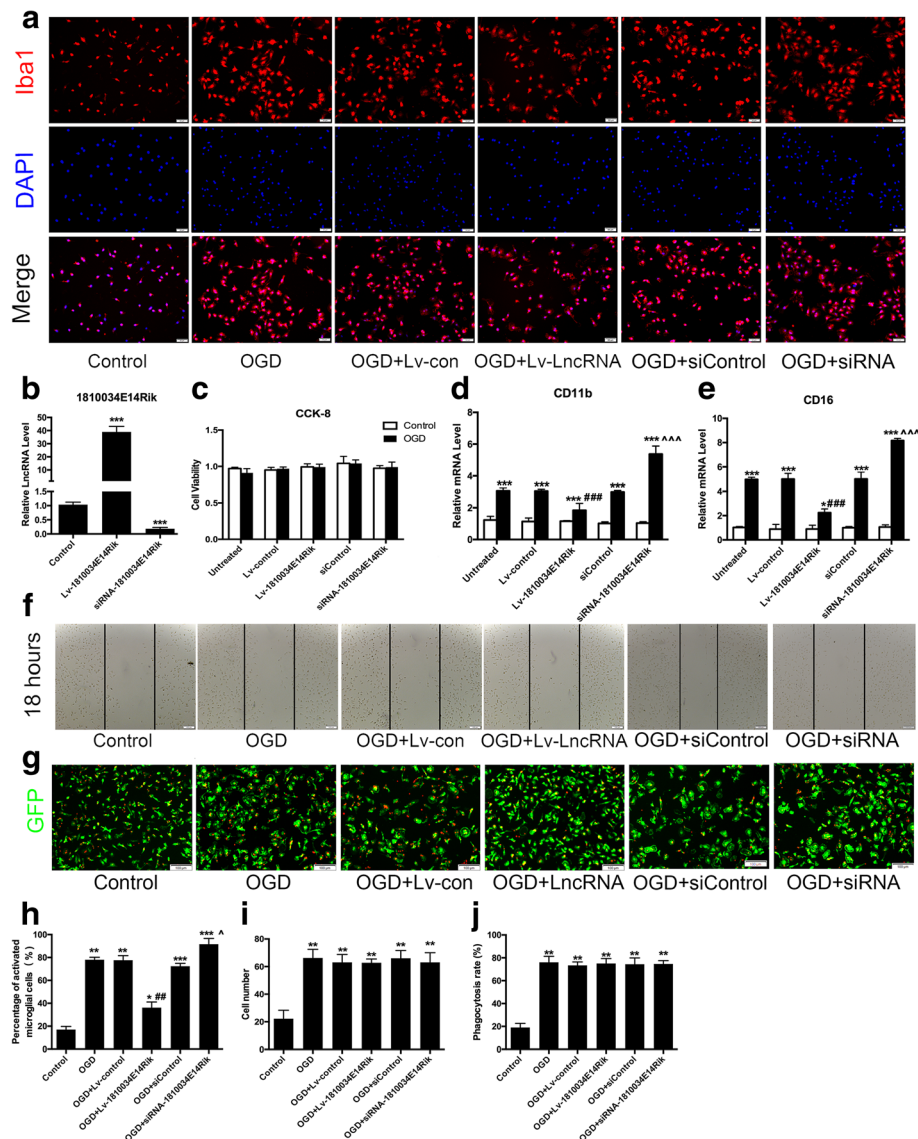 a
Iba1
DAPI
Merge
Control
OGD
OGD+Lv-con
OGD+Lv-LncRNA
OGD+siControl
OGD+siRNA
b
1810034E14Rik
Relative LncRNA Level
50
40
30
20
10
1.0
0.5
0.0
***
***
Control
Lv-1810034E14Rik
siRNA-1810034E14Rik
c
CCK-8
Control
OGD
Cell Viability
1.5
1.0
0.5
0.0
Untreated
Lv-control
Lv-1810034E14Rik
siControl
siRNA-1810034E14Rik
d
CD11b
Relative mRNA Level
8
6
4
2
0
***
***
*** ###
***
*** ^^^
Untreated
Lv-control
Lv-1810034E14Rik
siControl
siRNA-1810034E14Rik
e
CD16
Relative mRNA Level
10
8
6
4
2
0
***
***
*###
***
*** ^^^
Untreated
Lv-control
Lv-1810034E14Rik
siControl
siRNA-1810034E14Rik
f
18 hours
Control
OGD
OGD+Lv-con
OGD+Lv-LncRNA
OGD+siControl
OGD+siRNA
g
GFP
Control
OGD
OGD+Lv-con
OGD+LncRNA
OGD+siControl
OGD+siRNA
h
Percentage of activated
microglial cells ( % )
100
80
60
40
20
0
**
**
* ##
***
*** ^
Control
OGD
OGD+Lv-control
OGD+Lv-1810034E14Rik
OGD+siControl
OGD+siRNA-1810034E14Rik
i
Cell number
80
60
40
20
0
**
**
**
**
**
Control
OGD
OGD+Lv-control
OGD+Lv-1810034E14Rik
OGD+siControl
OGD+siRNA-1810034E14Rik
j
Phagocytosis rate (%)
100
80
60
40
20
0
**
**
**
**
**
Control
OGD
OGD+Lv-control
OGD+Lv-1810034E14Rik
OGD+siControl
OGD+siRNA-1810034E14Rik